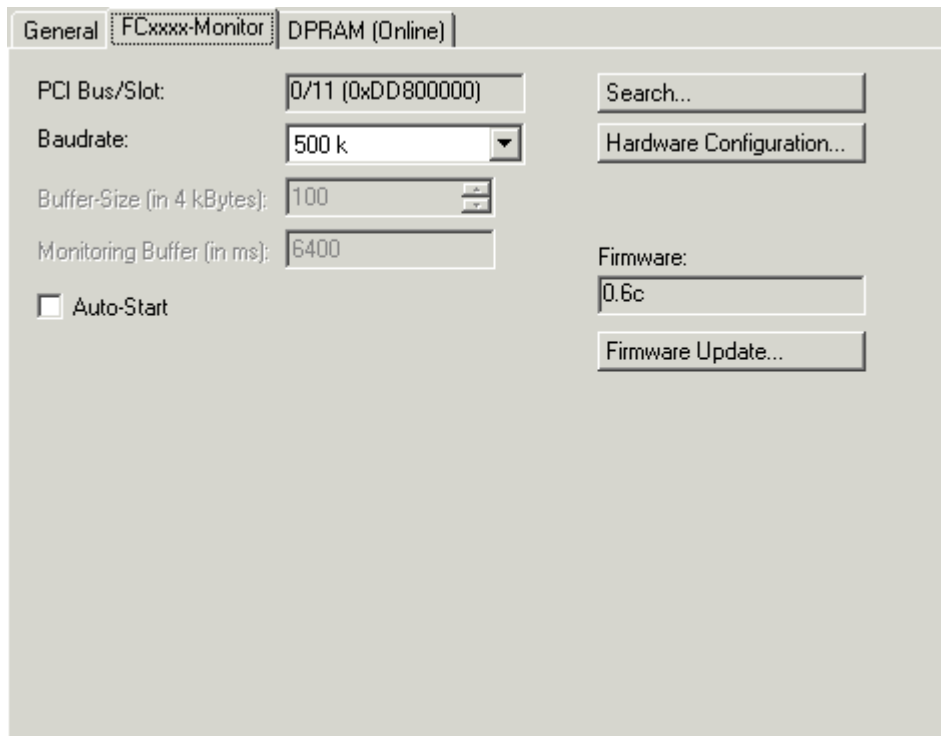 General FCxxxx-Monitor DPRAM (Online)
PCI Bus/Slot: 0/11 (0xDD800000) Search...
Baudrate: 500 k Hardware Configuration...
Buffer-Size (in 4 kBytes): 100
Monitoring Buffer (in ms): 6400
Firmware:
0.6c
Auto-Start
Firmware Update...